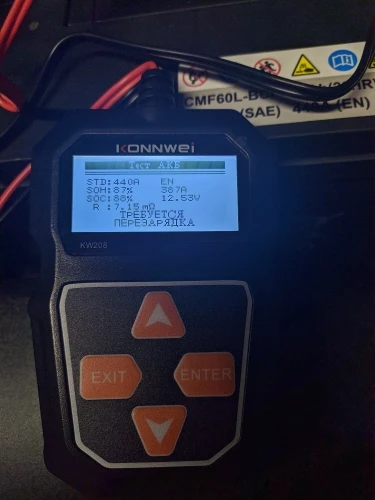 CMF60L-B
(SAE)
(EN)
KONNWEI
Тест АКБ
STD:440A EN
SOH:87% 387A
SOC:88% 12.53V
R :7.15mΩ
ТРЕБУЕТСЯ
ПЕРЕЗАРЯДКА
KW208
EXIT
ENTER